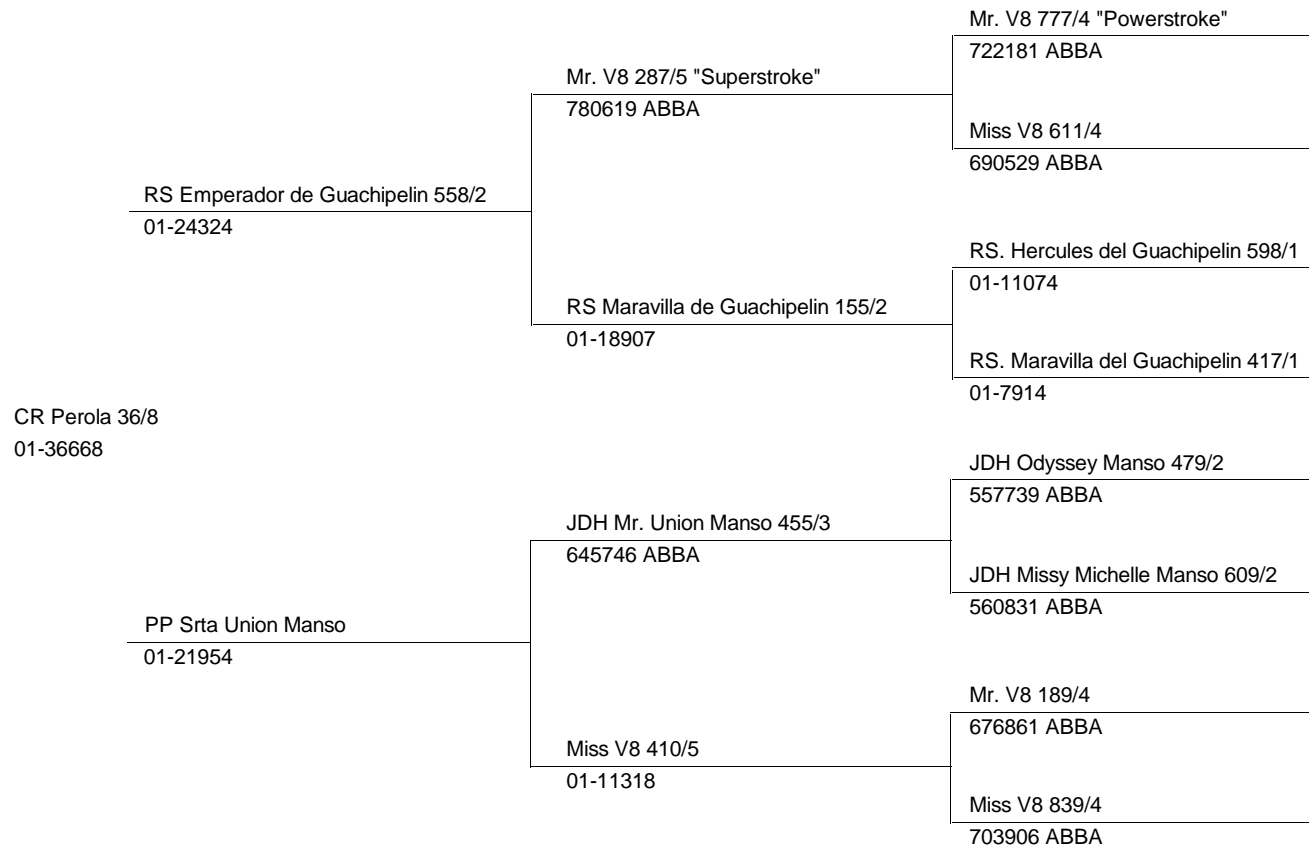 Mr. V8 777/4 "Powerstroke"
722181 ABBA
Mr. V8 287/5 "Superstroke"
780619 ABBA
Miss V8 611/4
690529 ABBA
RS Emperador de Guachipelin 558/2
01-24324
RS. Hercules del Guachipelin 598/1
01-11074
RS Maravilla de Guachipelin 155/2
01-18907
RS. Maravilla del Guachipelin 417/1
01-7914
CR Perola 36/8
01-36668
JDH Odyssey Manso 479/2
557739 ABBA
JDH Mr. Union Manso 455/3
645746 ABBA
JDH Missy Michelle Manso 609/2
560831 ABBA
PP Srta Union Manso
01-21954
Mr. V8 189/4
676861 ABBA
Miss V8 410/5
01-11318
Miss V8 839/4
703906 ABBA